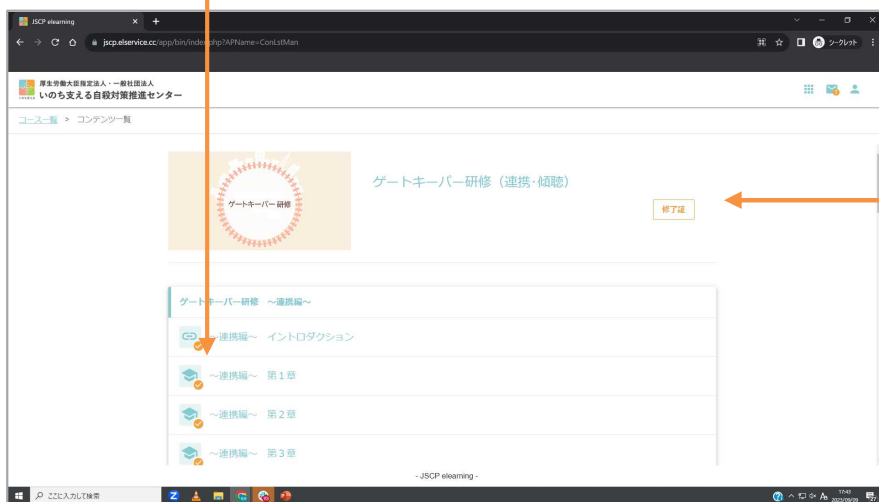 JSCP elearning
jscp.elservice.cc/app/bin/index.php?APName=ConLstMan
シークレット
厚生労働大臣指定法人・一般社団法人
いのち支える自殺対策推進センター
コース一覧 > コンテンツ一覧
ゲートキーパー研修
ゲートキーパー研修（連携・傾聴）
修了証
ゲートキーパー研修 ～連携編～
～連携編～ イントロダクション
～連携編～ 第1章
～連携編～ 第2章
～連携編～ 第3章
- JSCP elearning -
ここに入力して検索
17:43
2023/09/09